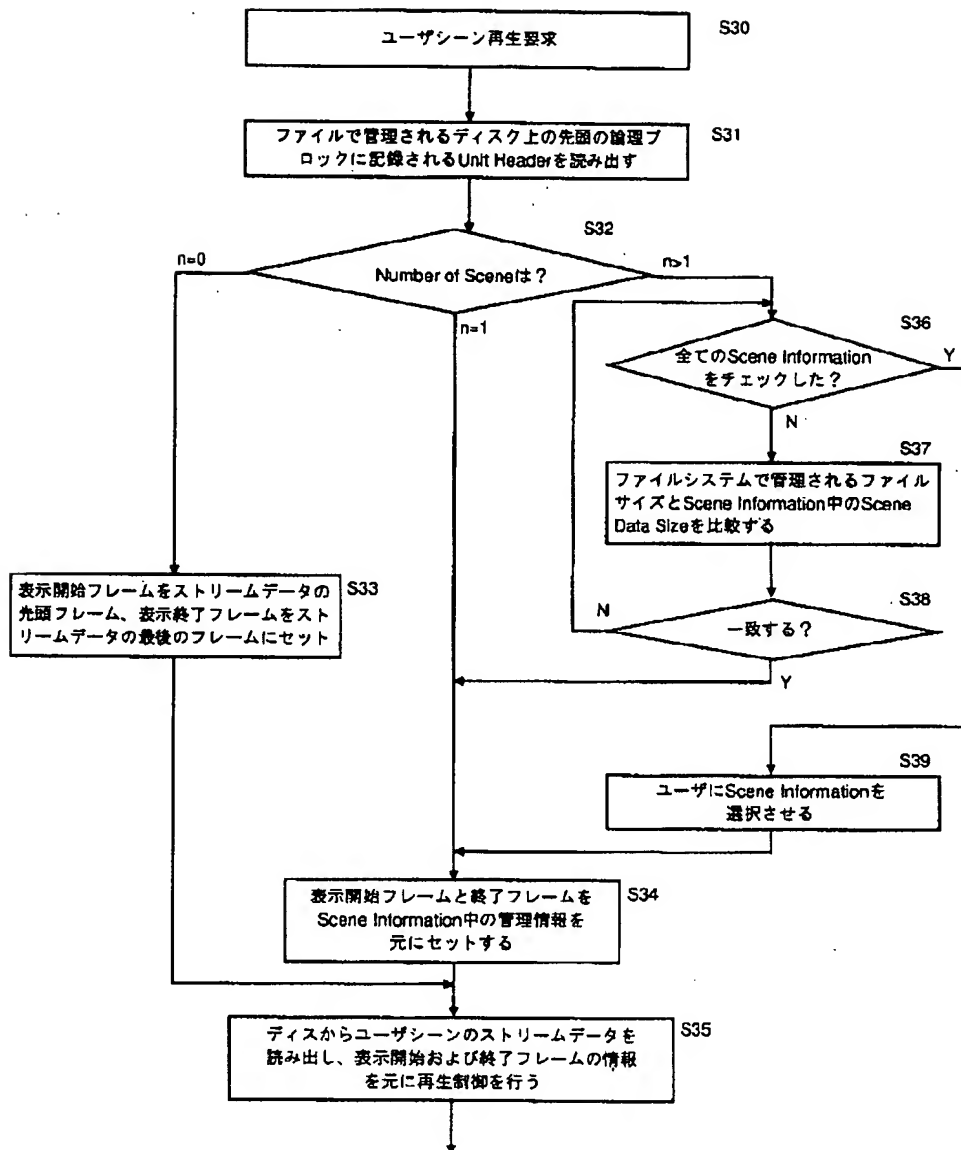 ユーザシーン再生要求
S30
ファイルで管理されるディスク上の先頭の論理ブ
ロックに記録されるUnit Headerを読み出す
S31
S32
n=0
Number of Sceneは？
n>1
n=1
S36
全てのScene Information
をチェックした？
Y
N
S37
ファイルシステムで管理されるファイル
サイズとScene Information中のScene
Data Sizeを比較する
S33
表示開始フレームをストリームデータの
先頭フレーム、表示終了フレームをスト
リームデータの最後のフレームにセット
S38
N
一致する？
Y
S39
ユーザにScene Informationを
選択させる
表示開始フレームと終了フレームを
Scene Information中の管理情報を
元にセットする
S34
ディスからユーザシーンのストリームデータを
読み出し、表示開始および終了フレームの情報
を元に再生制御を行う
S35